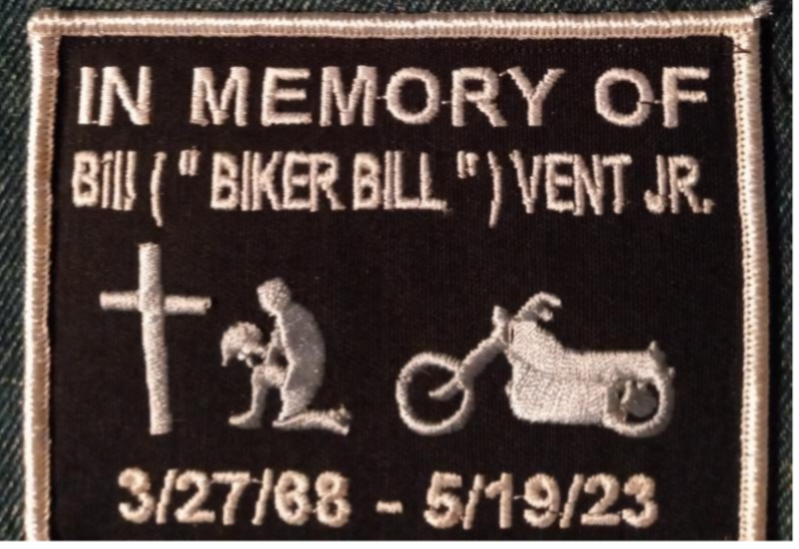 IN MEMORY OF
Bill ( " BIKER BILL " ) VENT JR.
3/27/68 - 5/19/23